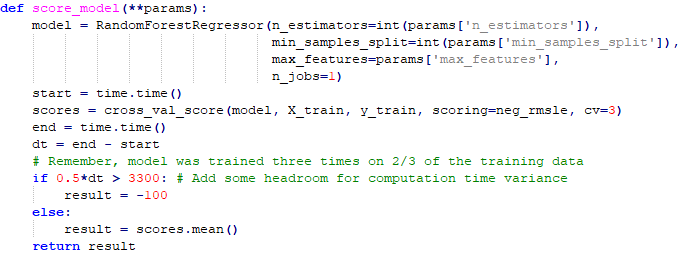 def score_model(**params):
    model = RandomForestRegressor(n_estimators=int(params['n_estimators']),
                                  min_samples_split=int(params['min_samples_split']),
                                  max_features=params['max_features'],
                                  n_jobs=1)
    start = time.time()
    scores = cross_val_score(model, X_train, y_train, scoring=neg_rmsle, cv=3)
    end = time.time()
    dt = end - start
    # Remember, model was trained three times on 2/3 of the training data
    if 0.5*dt > 3300: # Add some headroom for computation time variance
        result = -100
    else:
        result = scores.mean()
    return result